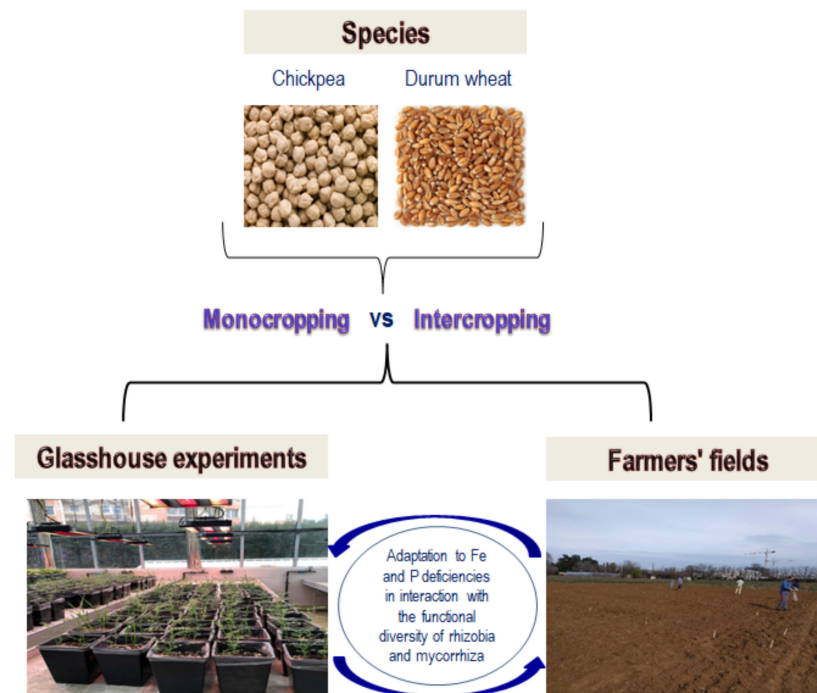 Species
Chickpea
Durum wheat
Monocropping vs Intercropping
Glasshouse experiments
Farmers' fields
Adaptation to Fe
and P deficiencies
in interaction with
the functional
diversity of rhizobia
and mycorrhiza